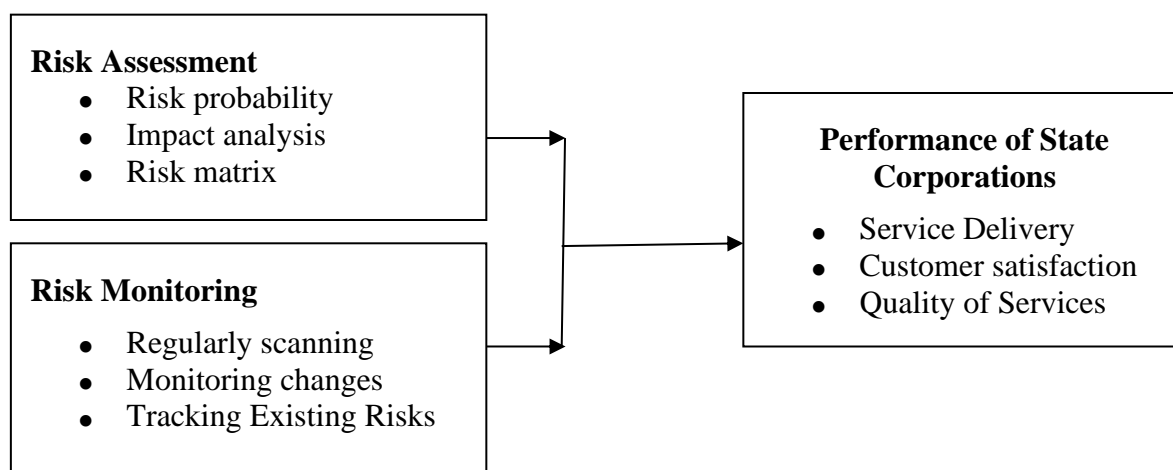 Risk Assessment
● Risk probability
● Impact analysis
● Risk matrix
Risk Monitoring
● Regularly scanning
● Monitoring changes
● Tracking Existing Risks
Performance of State
Corporations
● Service Delivery
● Customer satisfaction
● Quality of Services